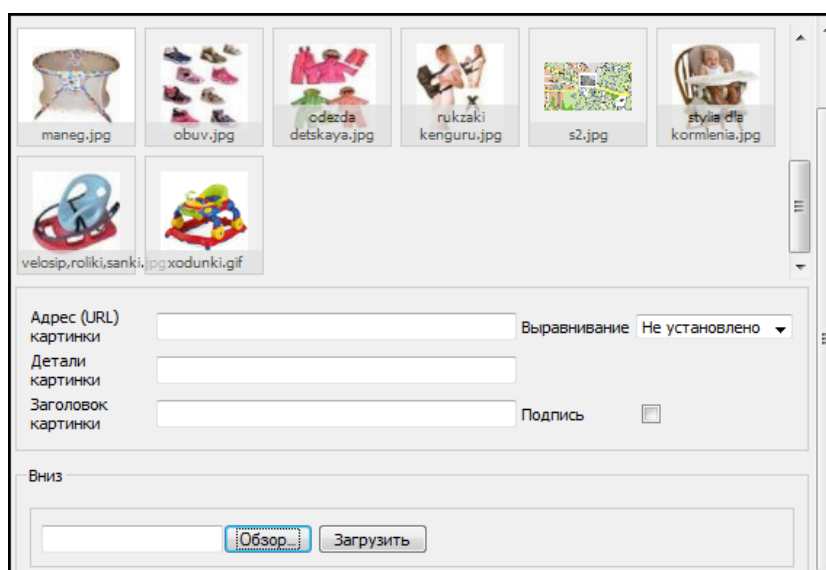 maneg.jpg
obuv.jpg
odezda
detskaya.jpg
rukzaki
kenguru.jpg
s2.jpg
stylia dla
kormlenia.jpg
velosip,roliki,sanki.jpg
xodunki.gif
Адрес (URL)
картинки
Выравнивание Не установлено
Детали
картинки
Заголовок
картинки
Подпись
Вниз
Обзор... Загрузить